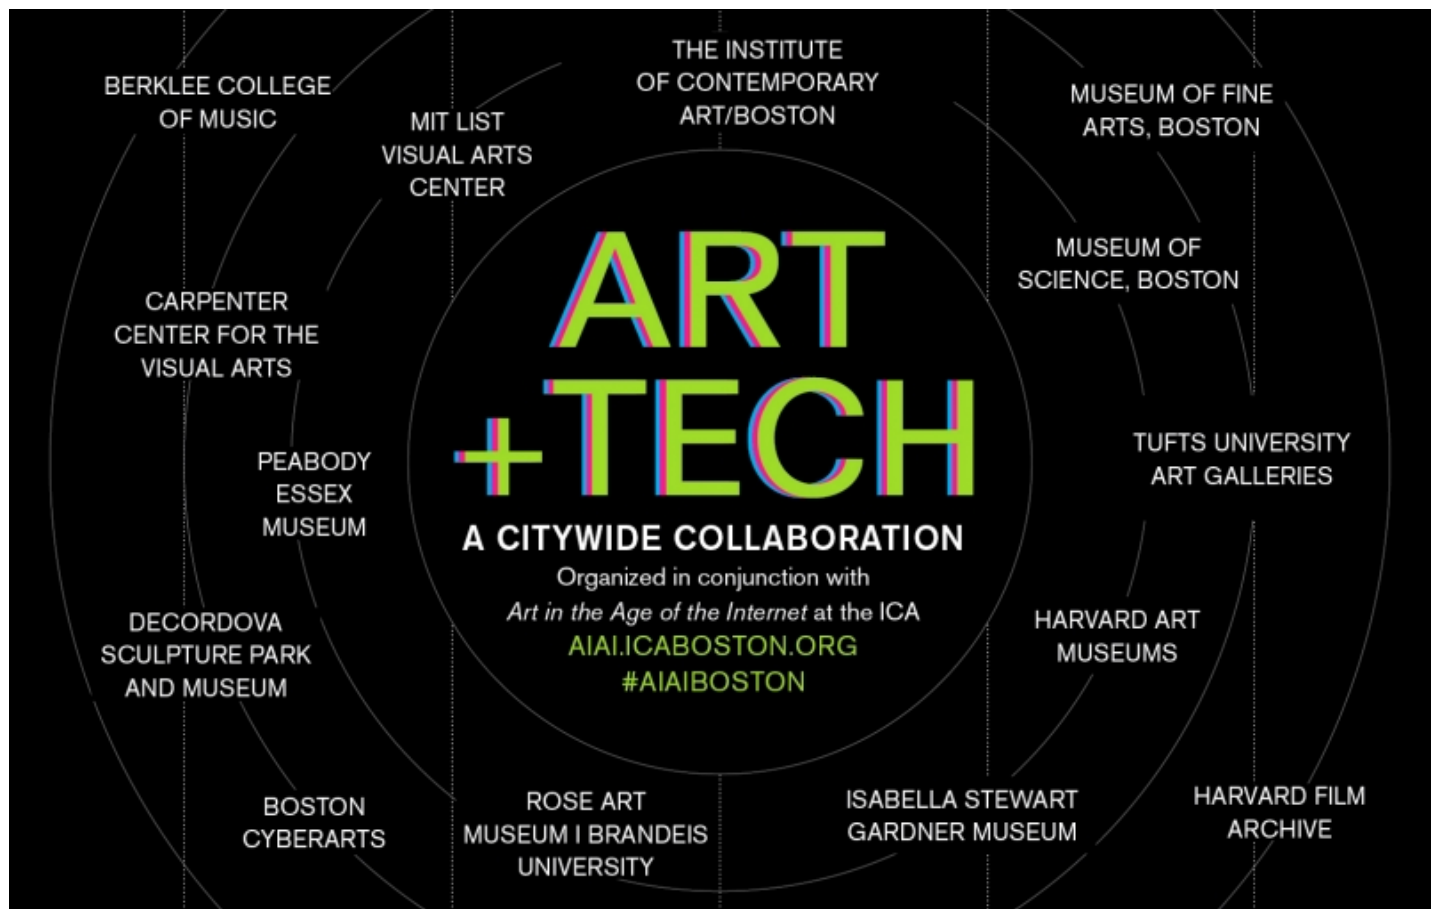 BERKLEE COLLEGE
OF MUSIC
MIT LIST
VISUAL ARTS
CENTER
THE INSTITUTE
OF CONTEMPORARY
ART/BOSTON
MUSEUM OF FINE
ARTS, BOSTON
MUSEUM OF
SCIENCE, BOSTON
CARPENTER
CENTER FOR THE
VISUAL ARTS
ART
+TECH
A CITYWIDE COLLABORATION
Organized in conjunction with
Art in the Age of the Internet at the ICA
AIAI.ICABOSTON.ORG
#AIAIBOSTON
PEABODY
ESSEX
MUSEUM
TUFTS UNIVERSITY
ART GALLERIES
DECORDOVA
SCULPTURE PARK
AND MUSEUM
HARVARD ART
MUSEUMS
BOSTON
CYBERARTS
ROSE ART
MUSEUM I BRANDEIS
UNIVERSITY
ISABELLA STEWART
GARDNER MUSEUM
HARVARD FILM
ARCHIVE